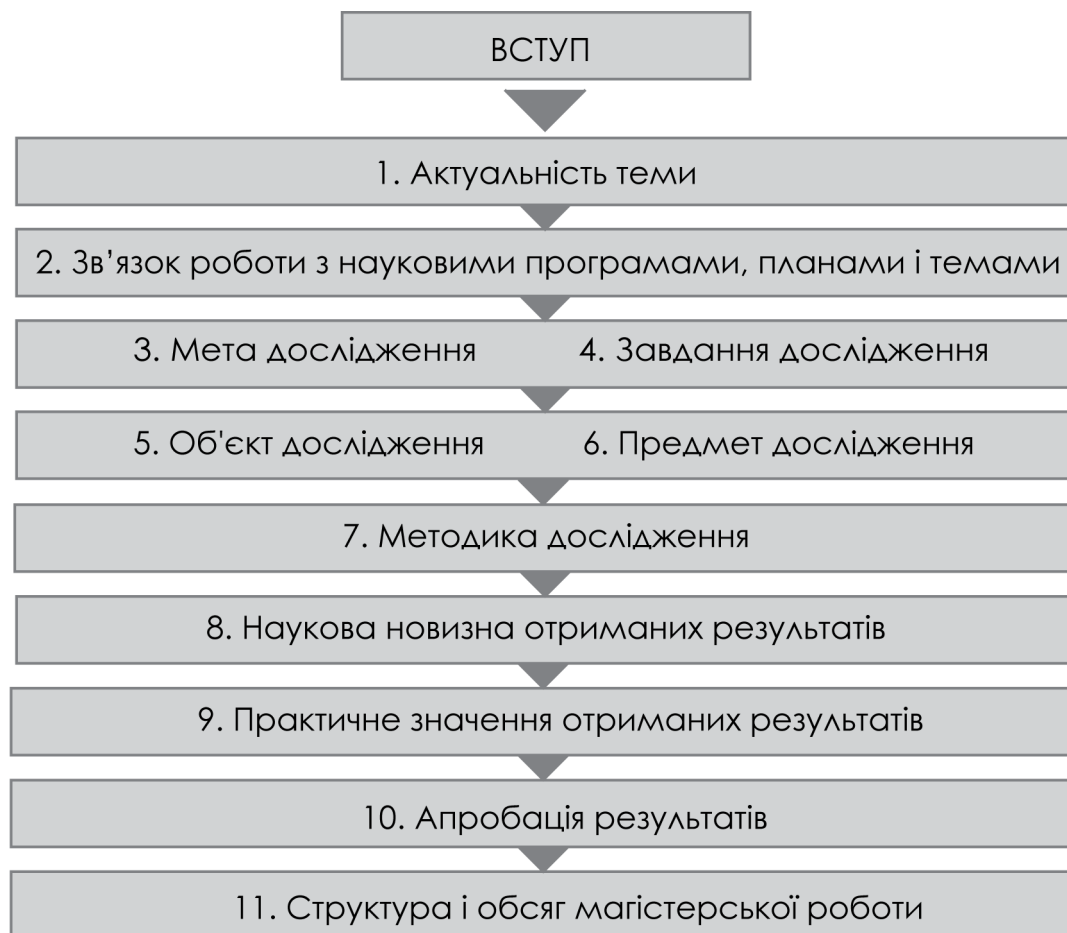 ВСТУП
1. Актуальність теми
2. Зв’язок роботи з науковими програмами, планами і темами
3. Мета дослідження 4. Завдання дослідження
5. Об'єкт дослідження 6. Предмет дослідження
7. Методика дослідження
8. Наукова новизна отриманих результатів
9. Практичне значення отриманих результатів
10. Апробація результатів
11. Структура і обсяг магістерської роботи